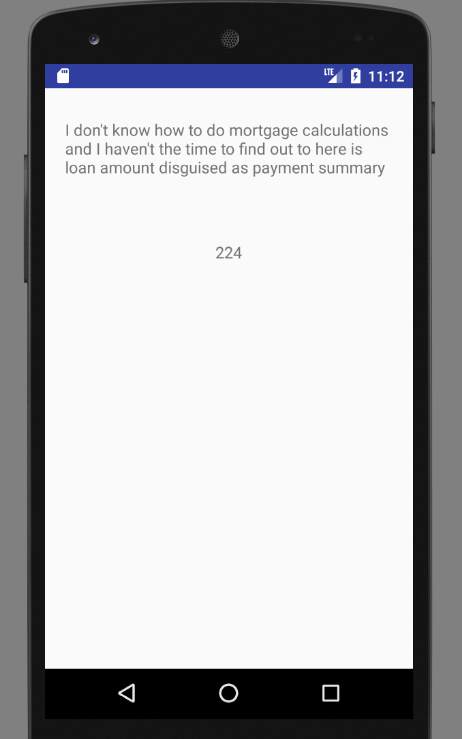 LTE 11:12
I don't know how to do mortgage calculations
and I haven't the time to find out to here is
loan amount disguised as payment summary
224